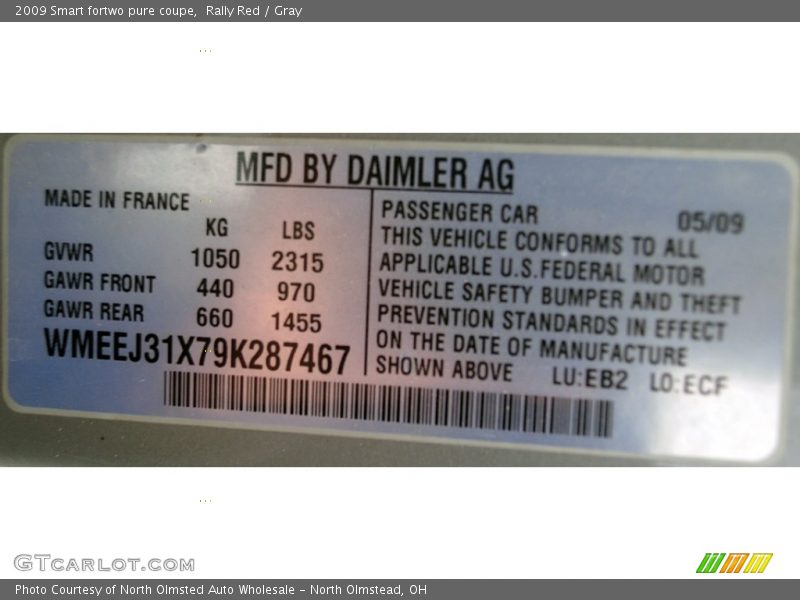 2009 Smart fortwo pure coupe,  Rally Red / Gray
MFD BY DAIMLER AG
MADE IN FRANCE
KG LBS
GVWR 1050 2315
GAWR FRONT 440 970
GAWR REAR 660 1455
WMEEJ31X79K287467
PASSENGER CAR 05/09
THIS VEHICLE CONFORMS TO ALL
APPLICABLE U.S.FEDERAL MOTOR
VEHICLE SAFETY BUMPER AND THEFT
PREVENTION STANDARDS IN EFFECT
ON THE DATE OF MANUFACTURE
SHOWN ABOVE LU:EB2 LO:ECF
GTCARLOT.COM
Photo Courtesy of North Olmsted Auto Wholesale - North Olmstead, OH